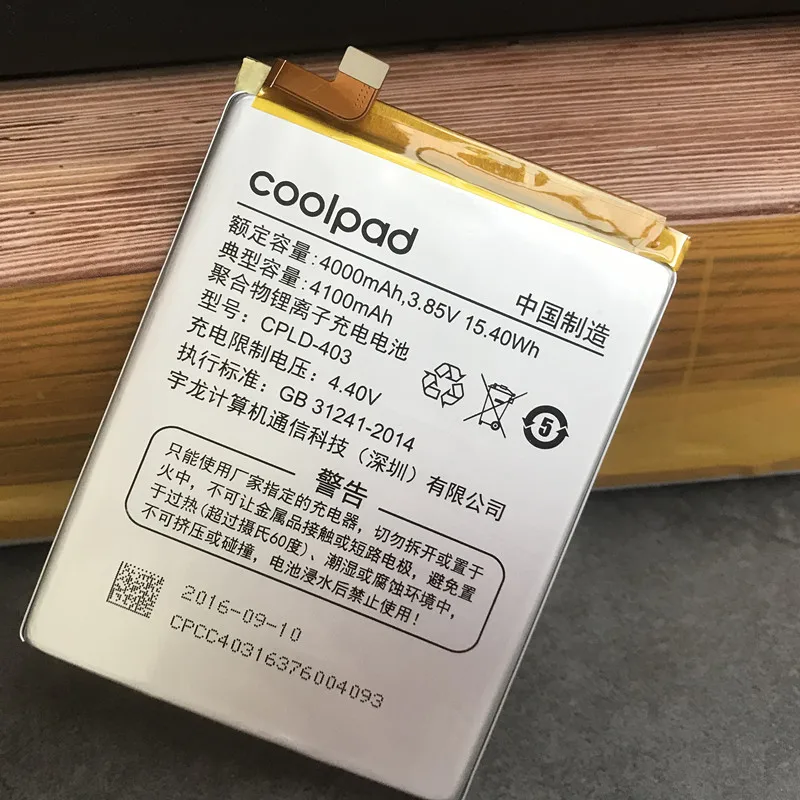 coolpad
额定容量:4000mAh,3.85V 15.40Wh
典型容量:4100mAh
中国制造
聚合物锂离子充电电池
型号: CPLD-403
充电限制电压: 4.40V
执行标准: GB 31241-2014
宇龙计算机通信科技(深圳)有限公司
5
警告
只能使用厂家指定的充电器，切勿拆开或置于
火中，不可让金属品接触或短路电极，避免置
于过热(超过摄氏60度)、潮湿或腐蚀环境中，
不可挤压或碰撞，电池浸水后禁止使用!
2016-09-10
CPCC40316376004093